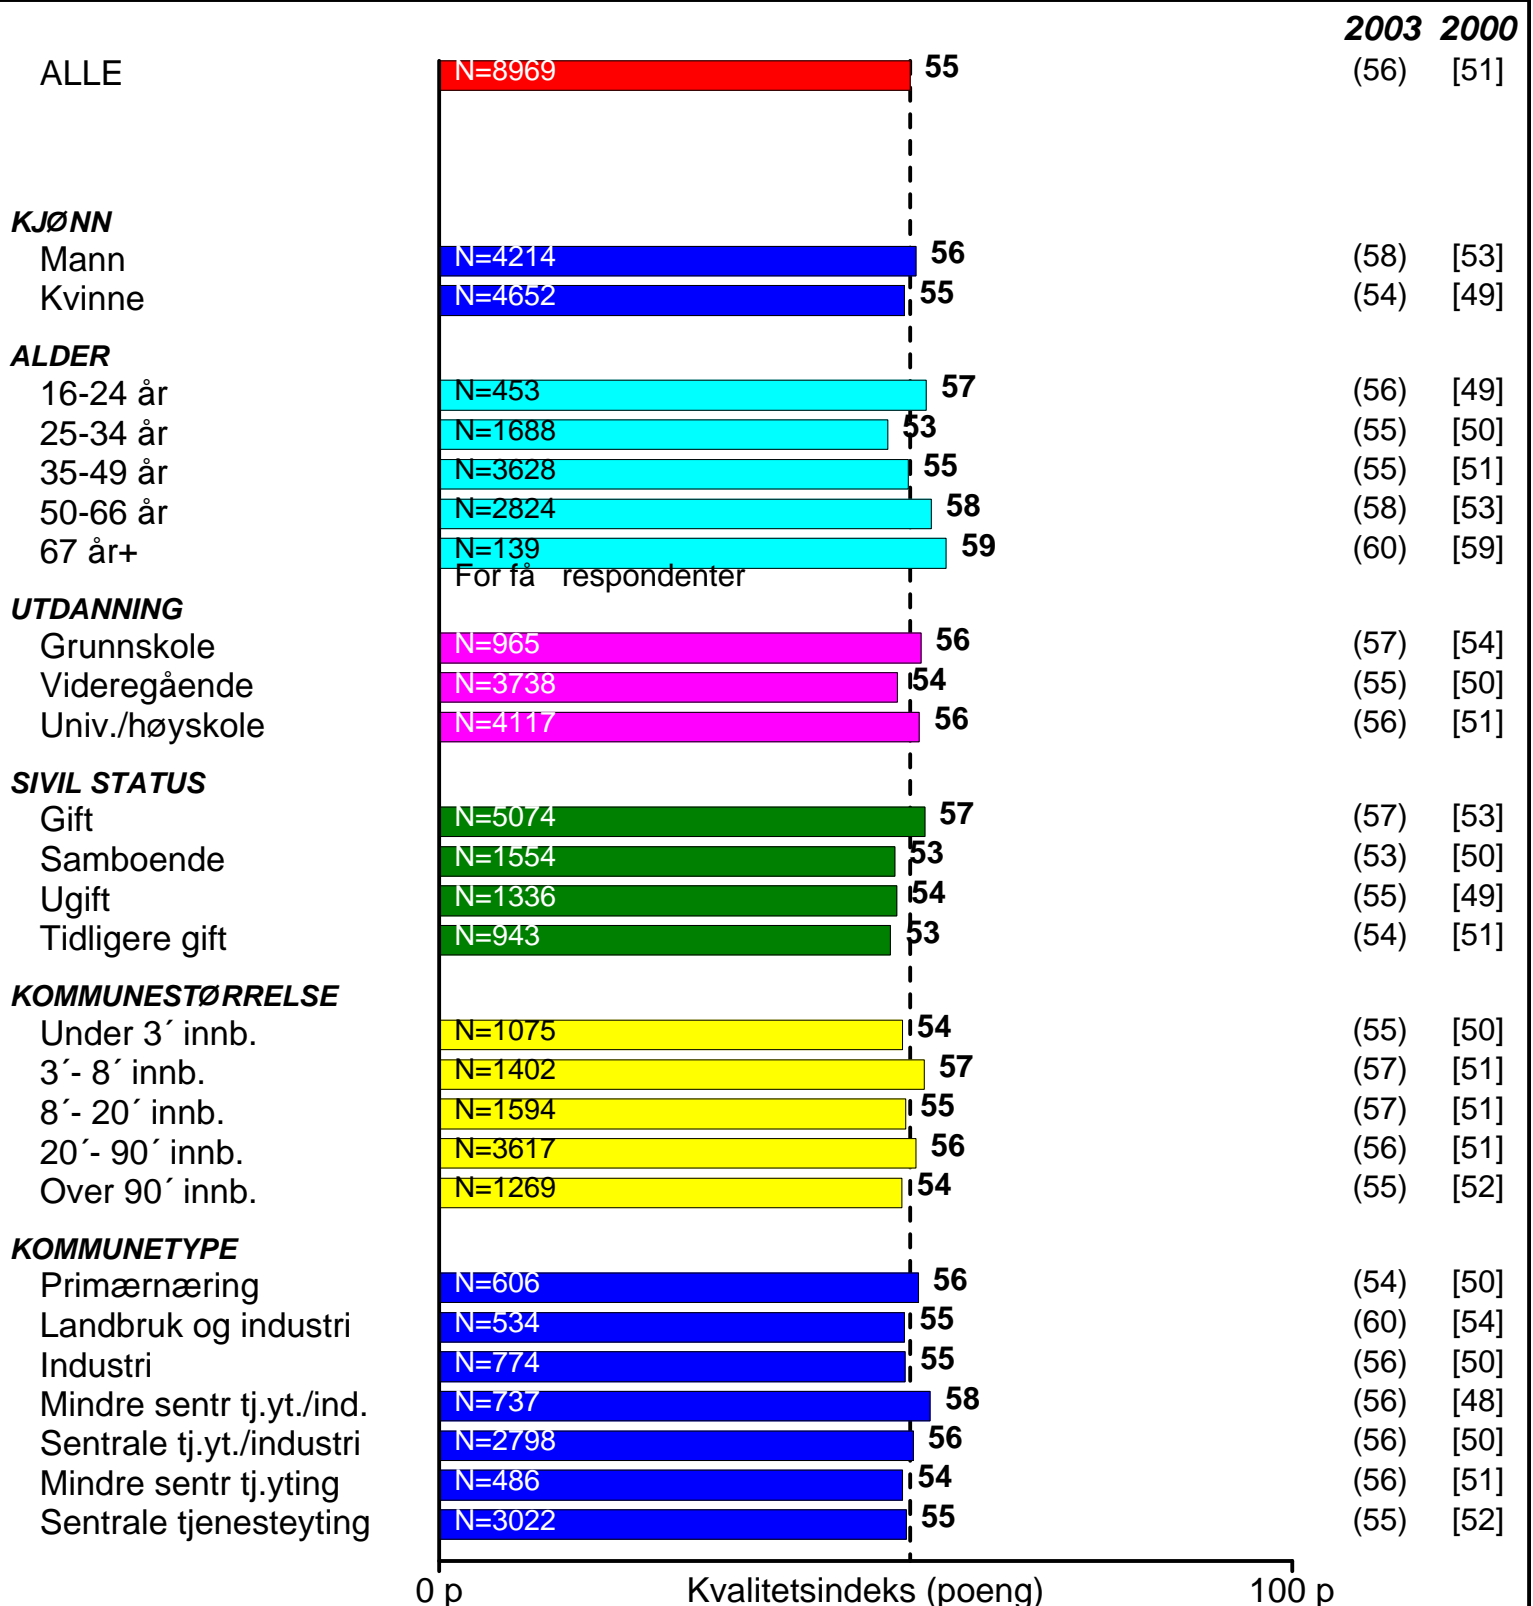 2003 2000
ALLE N=8969 55 (56) [51]
KJØNN
Mann N=4214 56 (58) [53]
Kvinne N=4652 55 (54) [49]
ALDER
16-24 år N=453 57 (56) [49]
25-34 år N=1688 53 (55) [50]
35-49 år N=3628 55 (55) [51]
50-66 år N=2824 58 (58) [53]
67 år+ N=139 59 (60) [59]
For få respondenter
UTDANNING
Grunnskole N=965 56 (57) [54]
Videregående N=3738 54 (55) [50]
Univ./høyskole N=4117 56 (56) [51]
SIVIL STATUS
Gift N=5074 57 (57) [53]
Samboende N=1554 53 (53) [50]
Ugift N=1336 54 (55) [49]
Tidligere gift N=943 53 (54) [51]
KOMMUNESTØRRELSE
Under 3´ innb. N=1075 54 (55) [50]
3´- 8´ innb. N=1402 57 (57) [51]
8´- 20´ innb. N=1594 55 (57) [51]
20´- 90´ innb. N=3617 56 (56) [51]
Over 90´ innb. N=1269 54 (55) [52]
KOMMUNETYPE
Primærnæring N=606 56 (54) [50]
Landbruk og industri N=534 55 (60) [54]
Industri N=774 55 (56) [50]
Mindre sentr tj.yt./ind. N=737 58 (56) [48]
Sentrale tj.yt./industri N=2798 56 (56) [50]
Mindre sentr tj.yting N=486 54 (56) [51]
Sentrale tjenesteyting N=3022 55 (55) [52]
0 p Kvalitetsindeks (poeng) 100 p